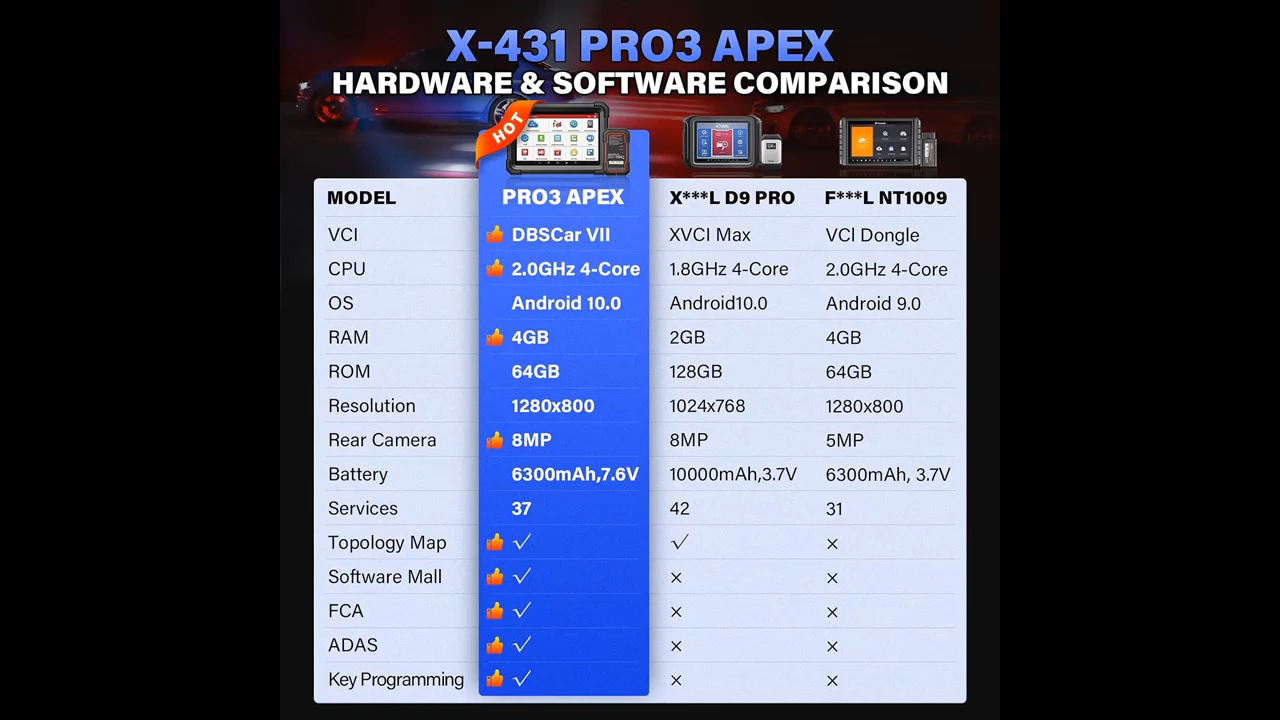 X-431 PRO3 APEX
HARDWARE & SOFTWARE COMPARISON
HOT
MODEL PRO3 APEX X***L D9 PRO F***L NT1009
VCI DBSCar VII XVCI Max VCI Dongle
CPU 2.0GHz 4-Core 1.8GHz 4-Core 2.0GHz 4-Core
OS Android 10.0 Android10.0 Android 9.0
RAM 4GB 2GB 4GB
ROM 64GB 128GB 64GB
Resolution 1280x800 1024x768 1280x800
Rear Camera 8MP 8MP 5MP
Battery 6300mAh,7.6V 10000mAh,3.7V 6300mAh, 3.7V
Services 37 42 31
Topology Map √ √ ×
Software Mall √ × ×
FCA √ × ×
ADAS √ × ×
Key Programming √ × ×